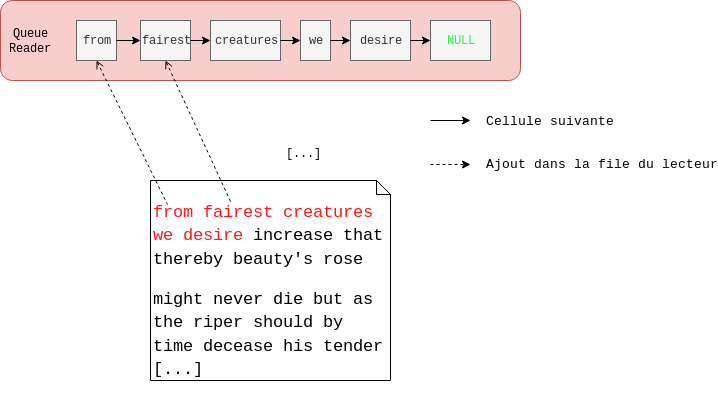 Queue
Reader
from
fairest
creatures
we
desire
NULL
Cellule suivante
Ajout dans la file du lecteur
[...]
from fairest creatures
we desire increase that
thereby beauty's rose
might never die but as
the riper should by
time decease his tender
[...]